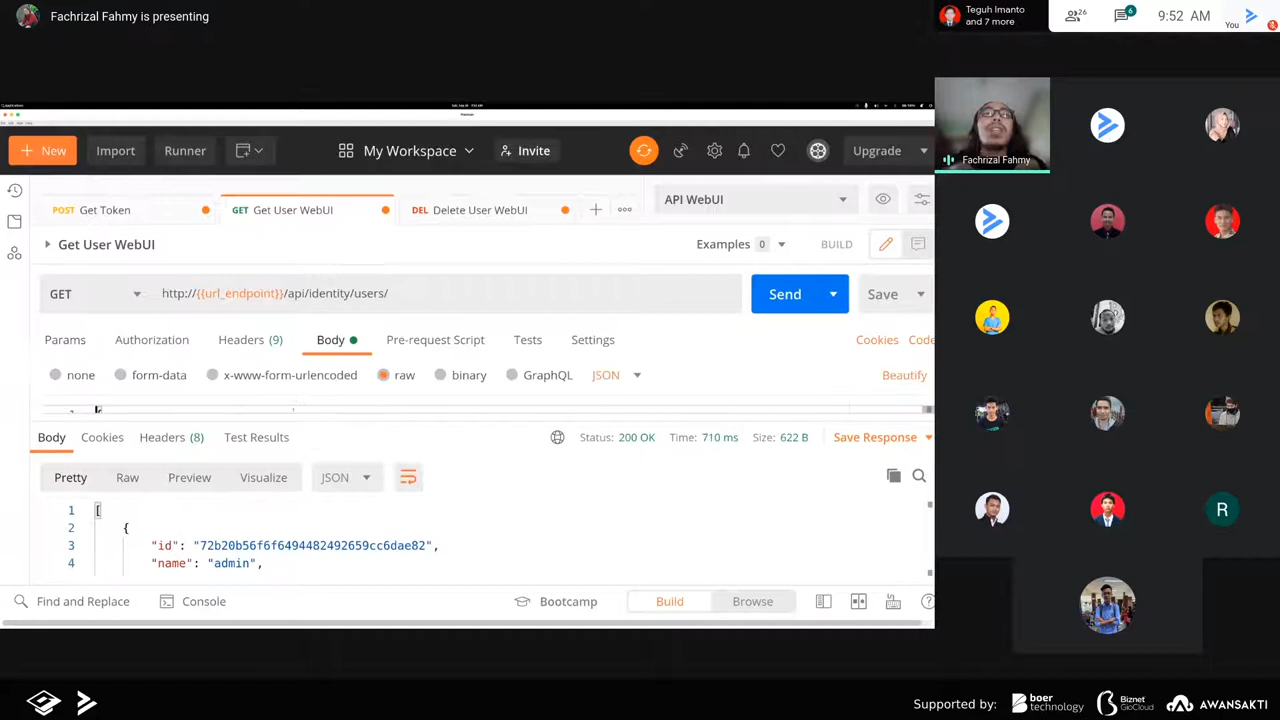 Fachrizal Fahmy is presenting
Teguh Imanto
and 7 more
26
6
9:52 AM
You
New
Import
Runner
My Workspace
Invite
Upgrade
POST Get Token
GET Get User WebUI
DEL Delete User WebUI
API WebUI
Get User WebUI
Examples 0
BUILD
GET
http://{{url_endpoint}}/api/identity/users/
Send
Save
Params
Authorization
Headers (9)
Body
Pre-request Script
Tests
Settings
Cookies
Code
none
form-data
x-www-form-urlencoded
raw
binary
GraphQL
JSON
Beautify
Body
Cookies
Headers (8)
Test Results
Status: 200 OK
Time: 710 ms
Size: 622 B
Save Response
Pretty
Raw
Preview
Visualize
JSON
1 [
2 {
3 "id": "72b20b56f6f6494482492659cc6dae82",
4 "name": "admin",
Find and Replace
Console
Bootcamp
Build
Browse
Fachrizal Fahmy
R
Supported by:
boer technology
Biznet GioCloud
AWANSAKTI